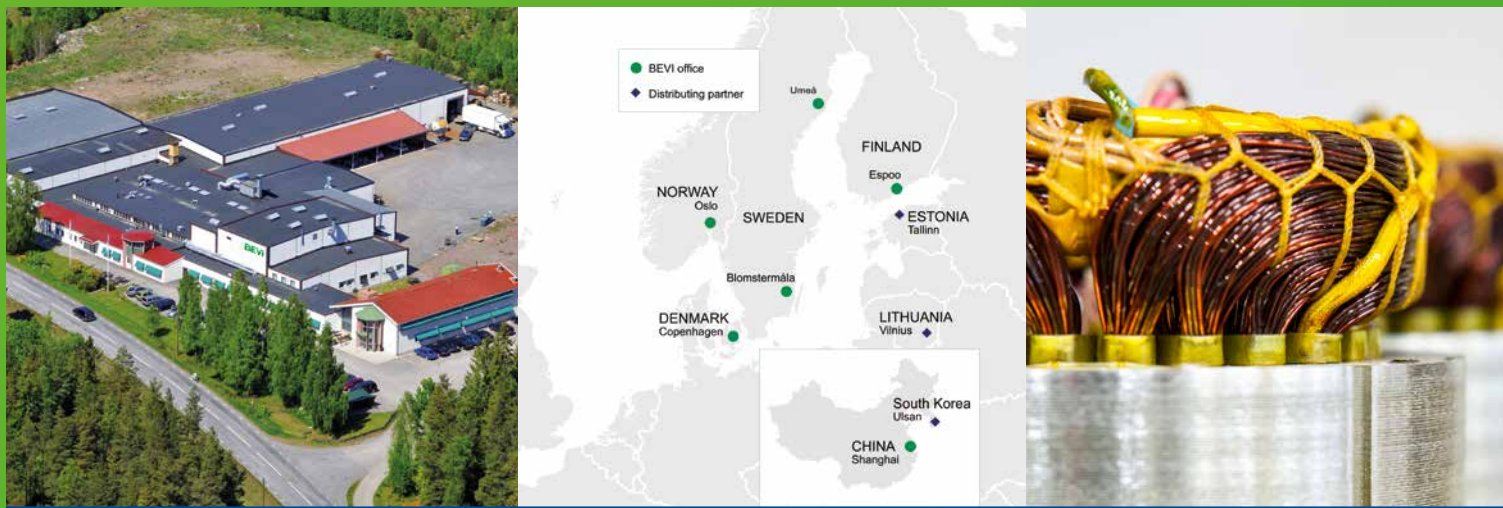 BEVI
BEVI office
Distributing partner
Umeå
FINLAND
Espoo
NORWAY
Oslo
SWEDEN
ESTONIA
Tallinn
Blomstermåla
DENMARK
Copenhagen
LITHUANIA
Vilnius
South Korea
Ulsan
CHINA
Shanghai